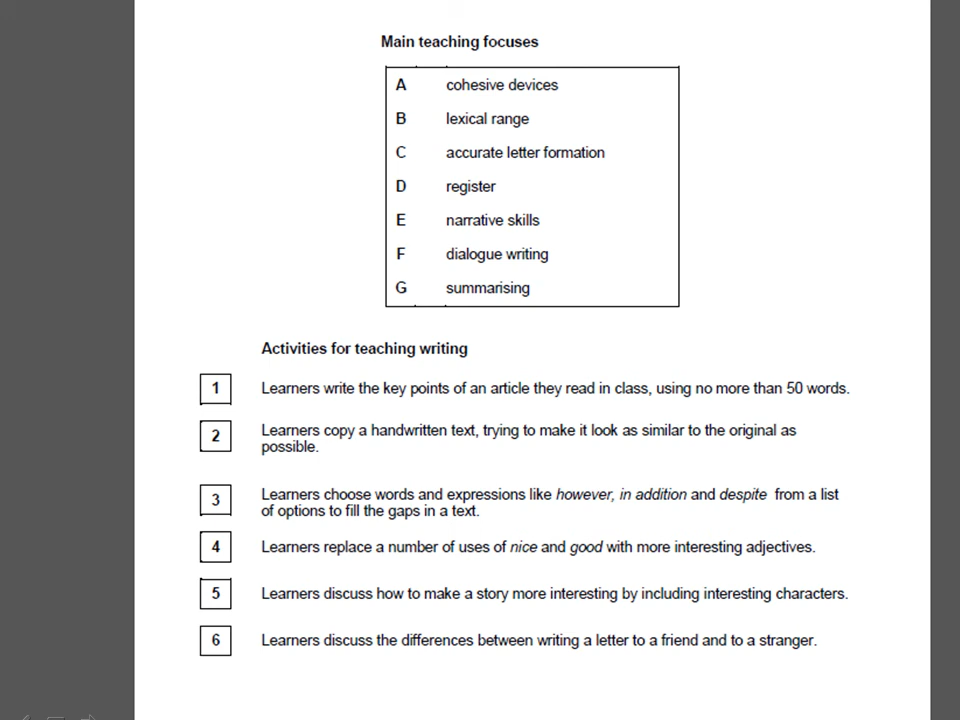 Main teaching focuses
A cohesive devices
B lexical range
C accurate letter formation
D register
E narrative skills
F dialogue writing
G summarising
Activities for teaching writing
1 Learners write the key points of an article they read in class, using no more than 50 words.
2 Learners copy a handwritten text, trying to make it look as similar to the original as
possible.
3 Learners choose words and expressions like however, in addition and despite from a list
of options to fill the gaps in a text.
4 Learners replace a number of uses of nice and good with more interesting adjectives.
5 Learners discuss how to make a story more interesting by including interesting characters.
6 Learners discuss the differences between writing a letter to a friend and to a stranger.